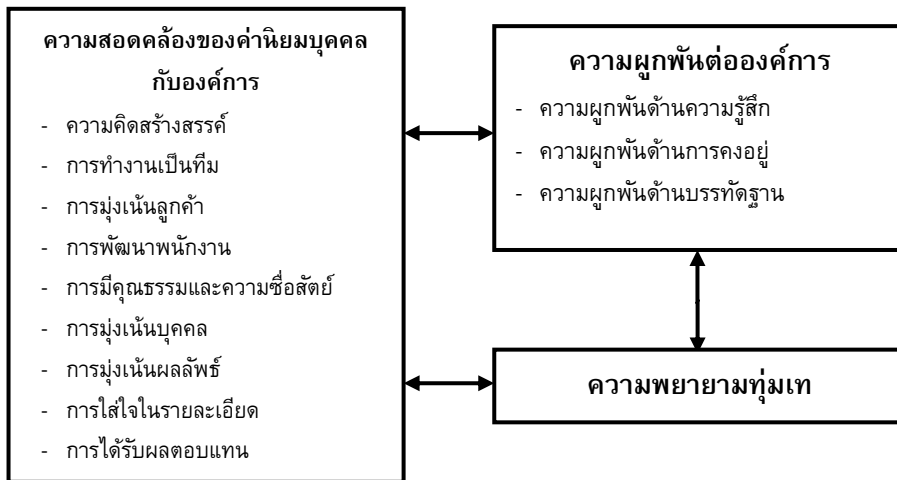 ความสอดคล้องของค่านิยมบุคคล
กับองค์การ
- ความคิดสร้างสรรค์
- การทำงานเป็นทีม
- การมุ่งเน้นลูกค้า
- การพัฒนาพนักงาน
- การมีคุณธรรมและความซื่อสัตย์
- การมุ่งเน้นบุคคล
- การมุ่งเน้นผลลัพธ์
- การใส่ใจในรายละเอียด
- การได้รับผลตอบแทน
ความผูกพันต่อองค์การ
- ความผูกพันด้านความรู้สึก
- ความผูกพันด้านการคงอยู่
- ความผูกพันด้านบรรทัดฐาน
ความพยายามทุ่มเท